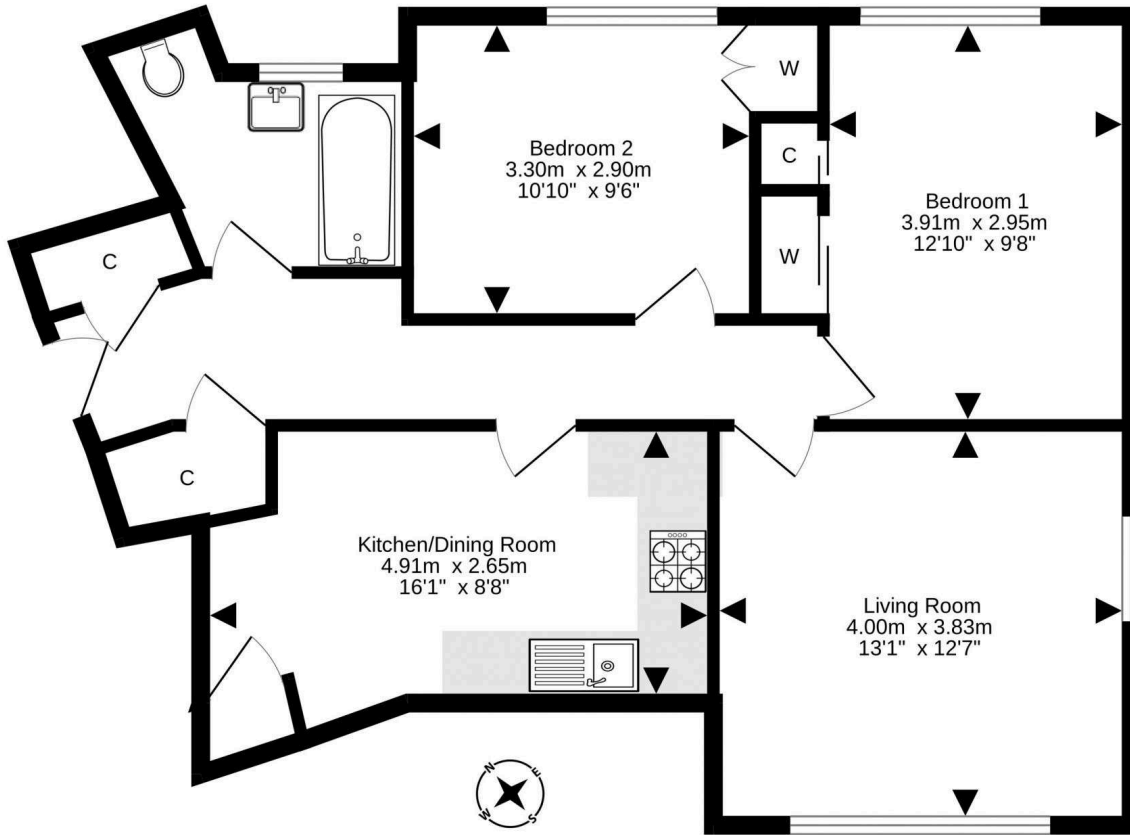 W
Bedroom 2
3.30m x 2.90m
10'10" x 9'6"
C
Bedroom 1
3.91m x 2.95m
12'10" x 9'8"
W
C
C
Kitchen/Dining Room
4.91m x 2.65m
16'1" x 8'8"
Living Room
4.00m x 3.83m
13'1" x 12'7"
N
E
W
S